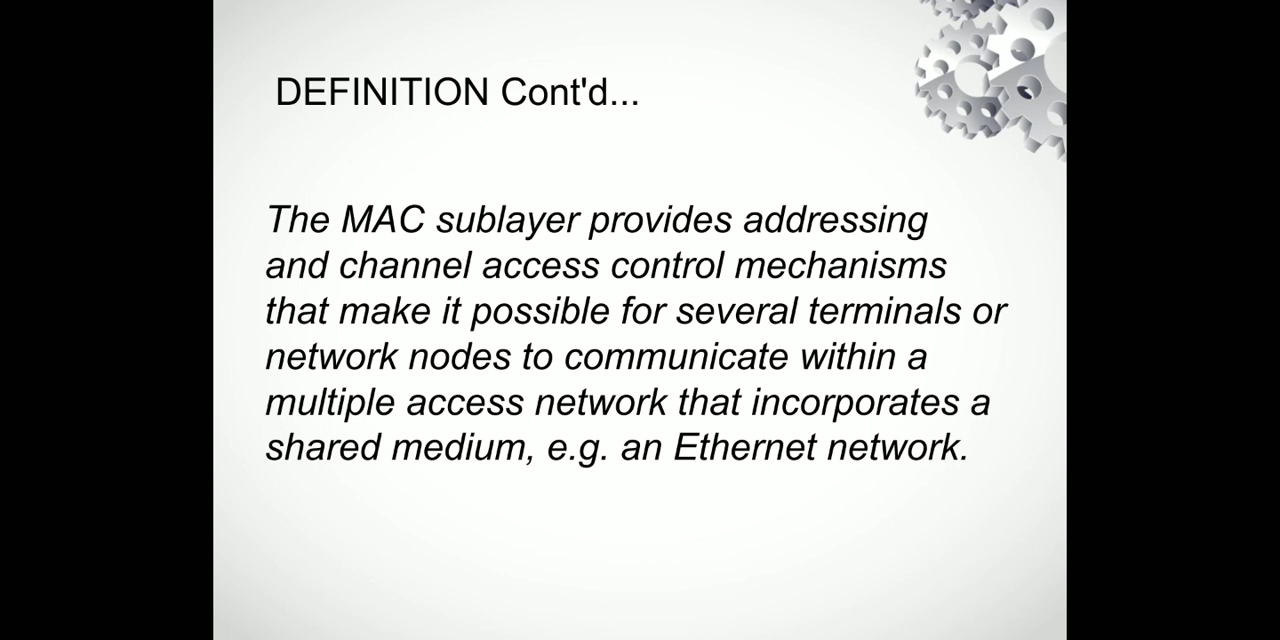 DEFINITION Cont'd...
The MAC sublayer provides addressing
and channel access control mechanisms
that make it possible for several terminals or
network nodes to communicate within a
multiple access network that incorporates a
shared medium, e.g. an Ethernet network.